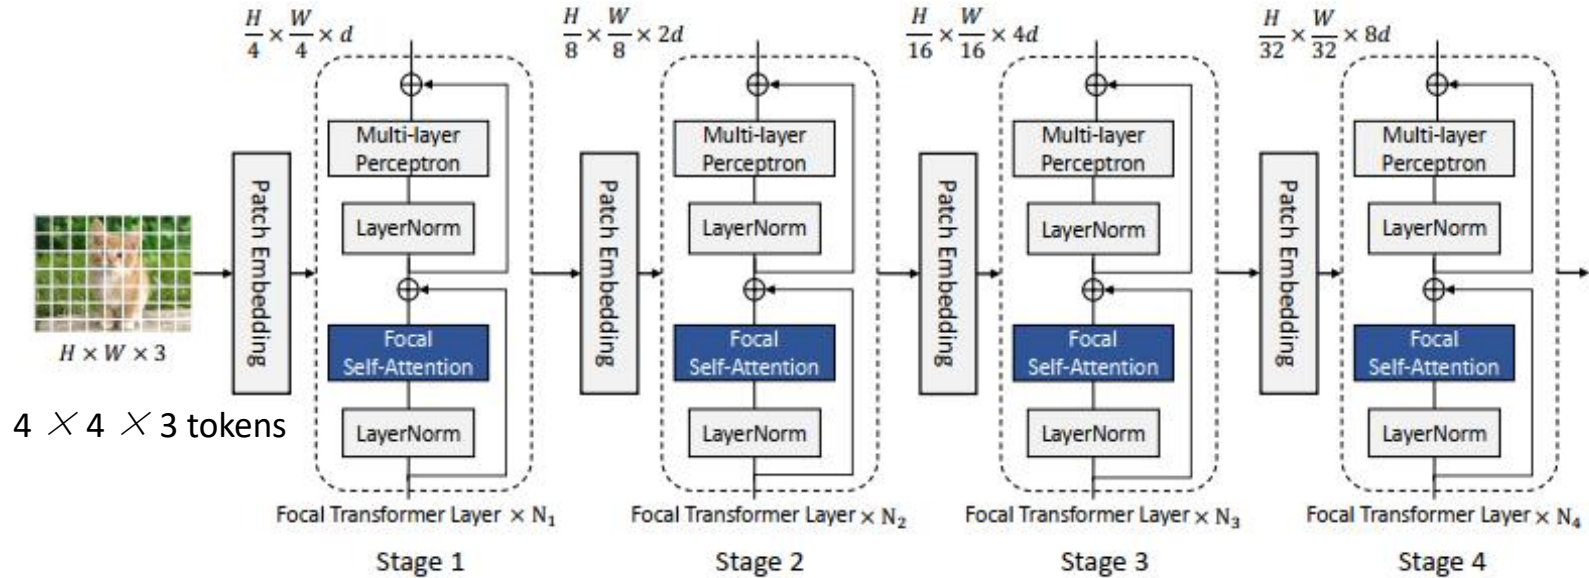 H/4 × W/4 × d
H/8 × W/8 × 2d
H/16 × W/16 × 4d
H/32 × W/32 × 8d
H × W × 3
4 × 4 × 3 tokens
Patch Embedding
Multi-layer
Perceptron
LayerNorm
Focal
Self-Attention
LayerNorm
Focal Transformer Layer × N₁
Stage 1
Patch Embedding
Multi-layer
Perceptron
LayerNorm
Focal
Self-Attention
LayerNorm
Focal Transformer Layer × N₂
Stage 2
Patch Embedding
Multi-layer
Perceptron
LayerNorm
Focal
Self-Attention
LayerNorm
Focal Transformer Layer × N₃
Stage 3
Patch Embedding
Multi-layer
Perceptron
LayerNorm
Focal
Self-Attention
LayerNorm
Focal Transformer Layer × N₄
Stage 4